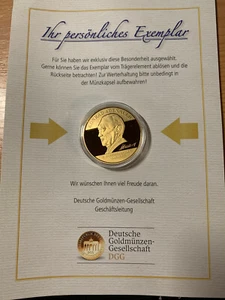 Ihr persönliches Exemplar
Für Sie haben wir exklusiv diese Besonderheit ausgewählt.
Gerne können Sie das Exemplar vom Trägerelement ablösen und die
Rückseite betrachten! Zur Werterhaltung bitte unbedingt in
der Münzkapsel aufbewahren!
Wir wünschen Ihnen viel Freude daran.
Deutsche Goldmünzen-Gesellschaft
Geschäftsleitung
Deutsche
Goldmünzen-
Gesellschaft
DGG